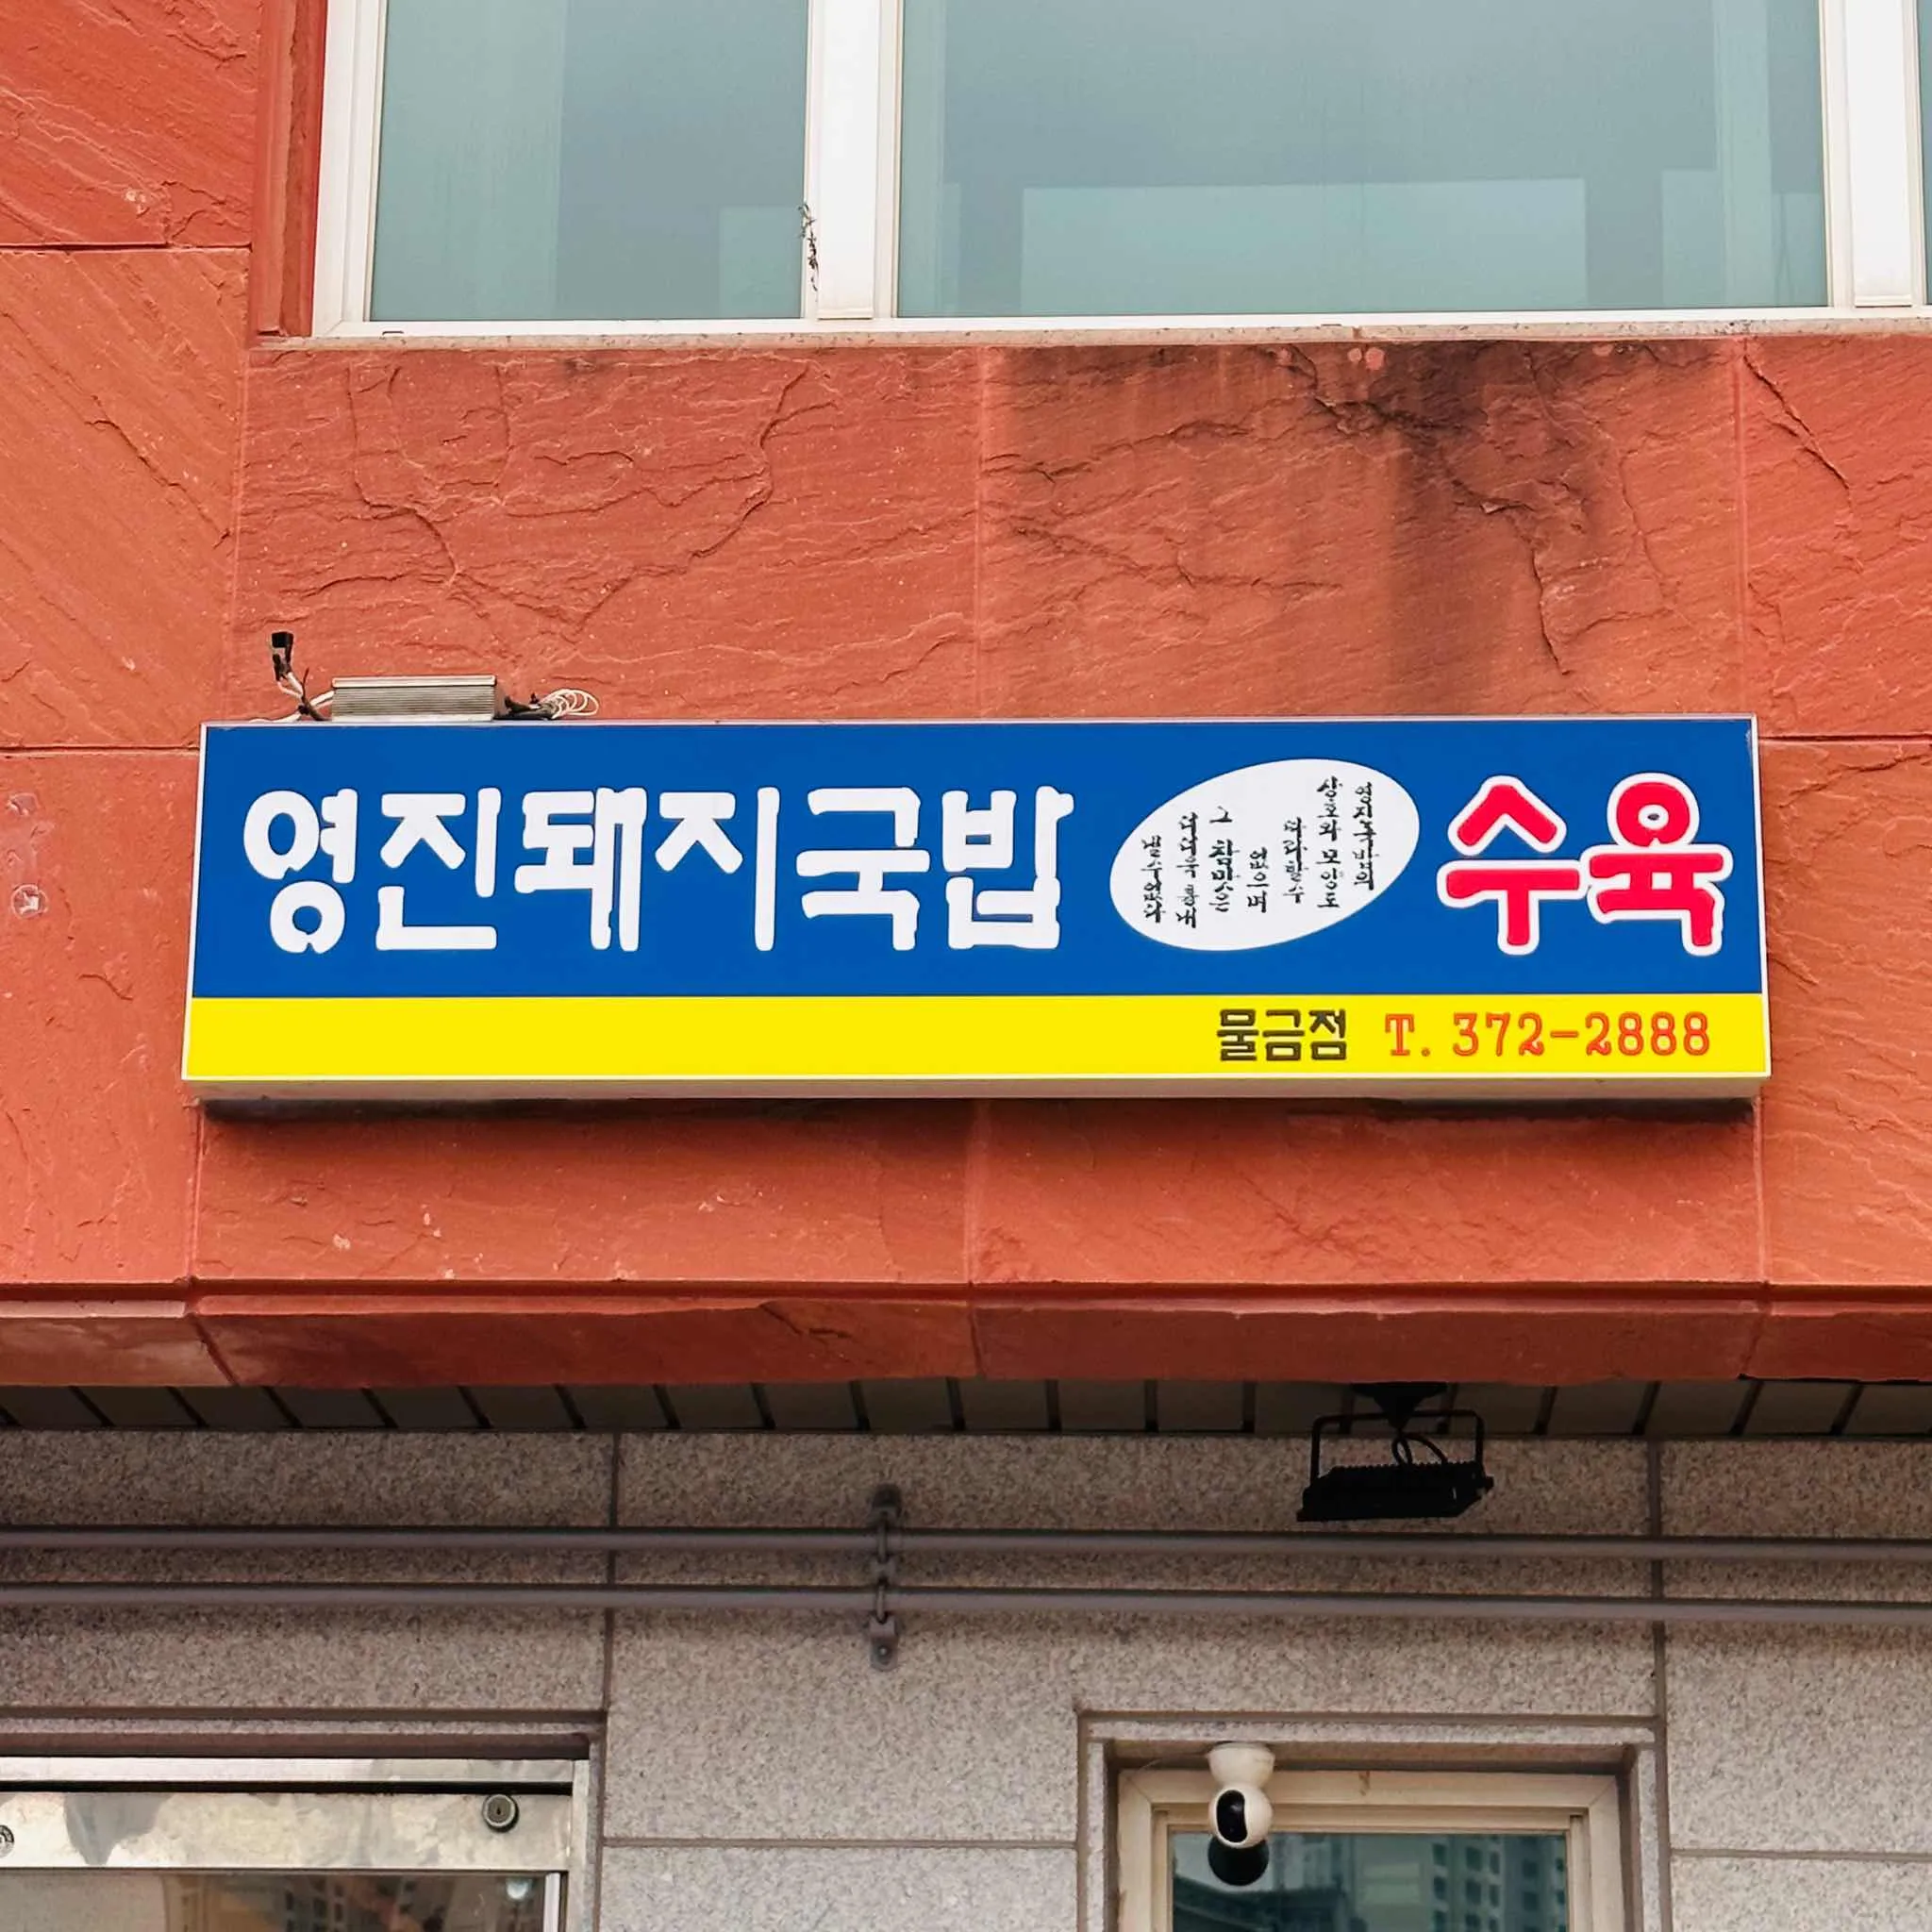 영진돼지국밥
상호와 모양도
따라할수
없으며
그 참맛은
수육
물금점 T. 372-2888